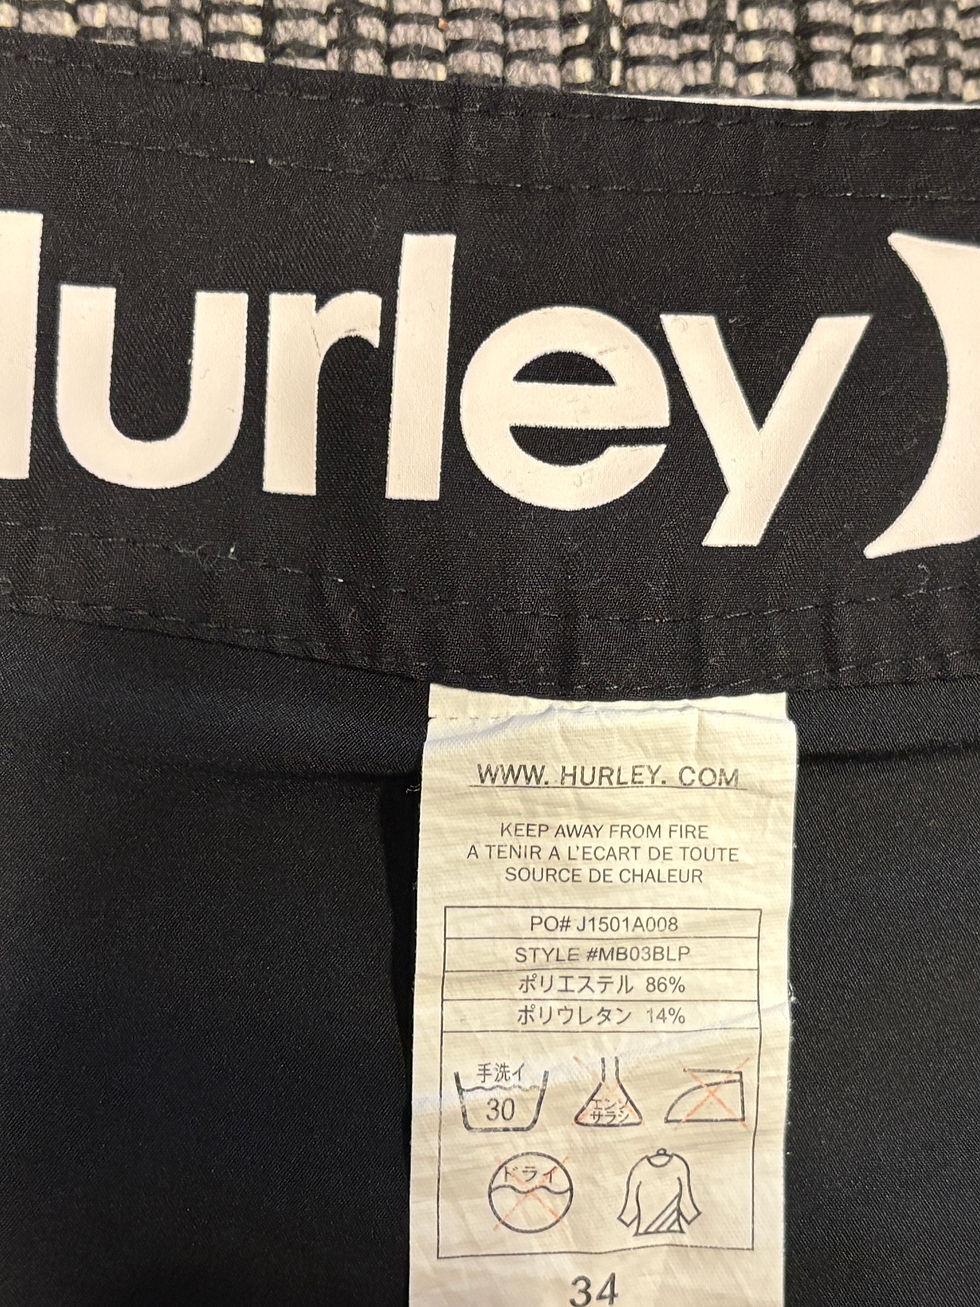 Hurley
WWW. HURLEY. COM
KEEP AWAY FROM FIRE
A TENIR A L'ECART DE TOUTE
SOURCE DE CHALEUR
PO# J1501A008
STYLE #MB03BLP
ポリエステル 86%
ポリウレタン 14%
手洗イ
30
エンソ
サラシ
ドライ
34